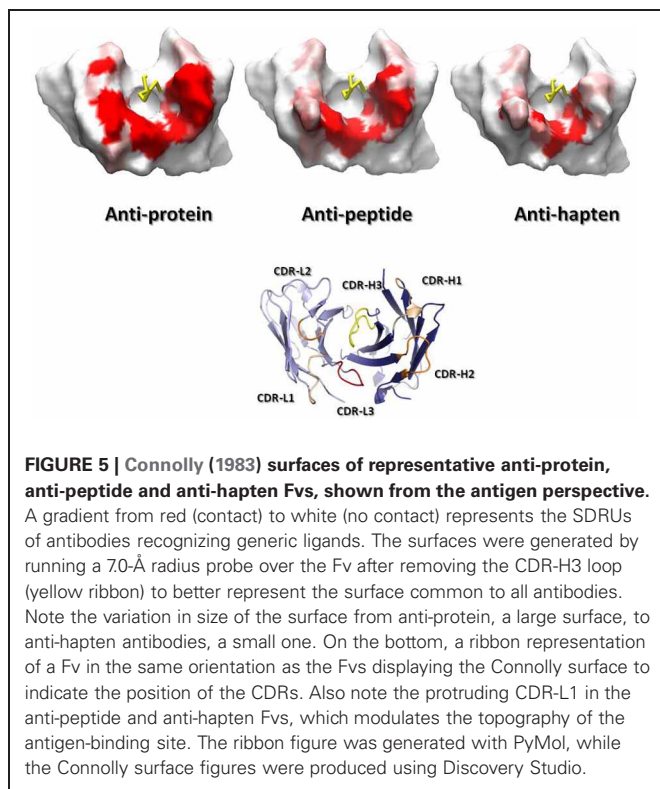 Anti-protein Anti-peptide Anti-hapten
CDR-L2 CDR-H3 CDR-H1
CDR-H2
CDR-L1 CDR-L3
FIGURE 5 | Connolly (1983) surfaces of representative anti-protein,
anti-peptide and anti-hapten Fvs, shown from the antigen perspective.
A gradient from red (contact) to white (no contact) represents the SDRUs
of antibodies recognizing generic ligands. The surfaces were generated by
running a 7.0-Å radius probe over the Fv after removing the CDR-H3 loop
(yellow ribbon) to better represent the surface common to all antibodies.
Note the variation in size of the surface from anti-protein, a large surface, to
anti-hapten antibodies, a small one. On the bottom, a ribbon representation
of a Fv in the same orientation as the Fvs displaying the Connolly surface to
indicate the position of the CDRs. Also note the protruding CDR-L1 in the
anti-peptide and anti-hapten Fvs, which modulates the topography of the
antigen-binding site. The ribbon figure was generated with PyMol, while
the Connolly surface figures were produced using Discovery Studio.